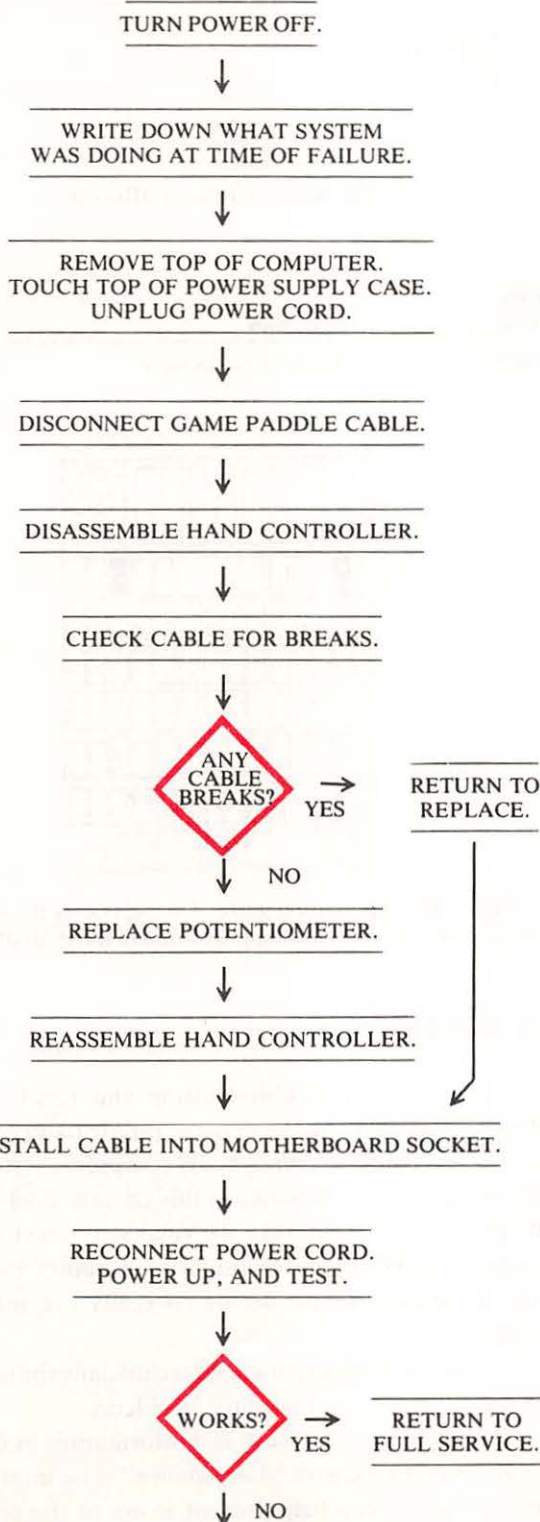 TURN POWER OFF.
WRITE DOWN WHAT SYSTEM
WAS DOING AT TIME OF FAILURE.
REMOVE TOP OF COMPUTER.
TOUCH TOP OF POWER SUPPLY CASE.
UNPLUG POWER CORD.
DISCONNECT GAME PADDLE CABLE.
DISASSEMBLE HAND CONTROLLER.
CHECK CABLE FOR BREAKS.
ANY
CABLE
BREAKS?
YES
RETURN TO
REPLACE.
NO
REPLACE POTENTIOMETER.
REASSEMBLE HAND CONTROLLER.
STALL CABLE INTO MOTHERBOARD SOCKET.
RECONNECT POWER CORD.
POWER UP, AND TEST.
WORKS?
YES
RETURN TO
FULL SERVICE.
NO